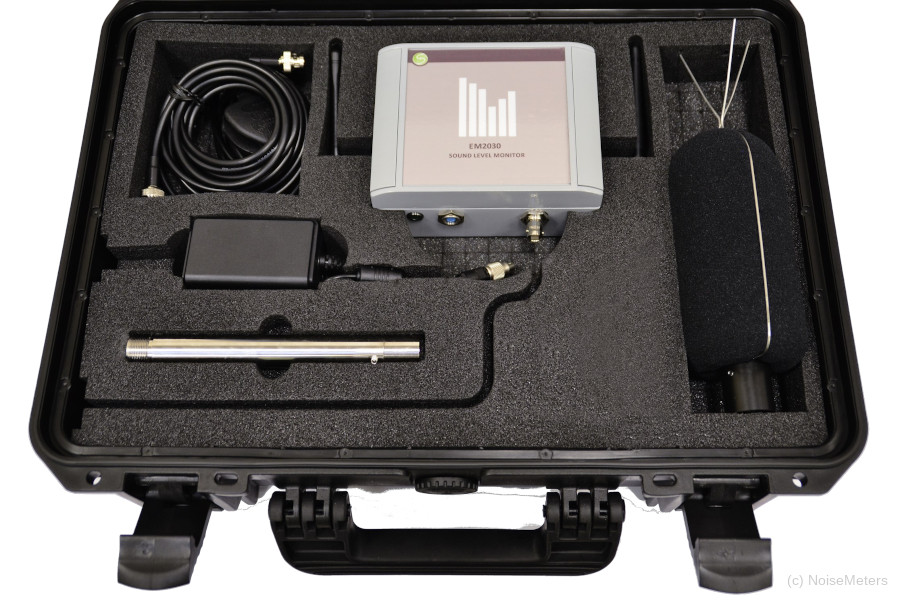 EM2030
SOUND LEVEL MONITOR
(c) NoiseMeters